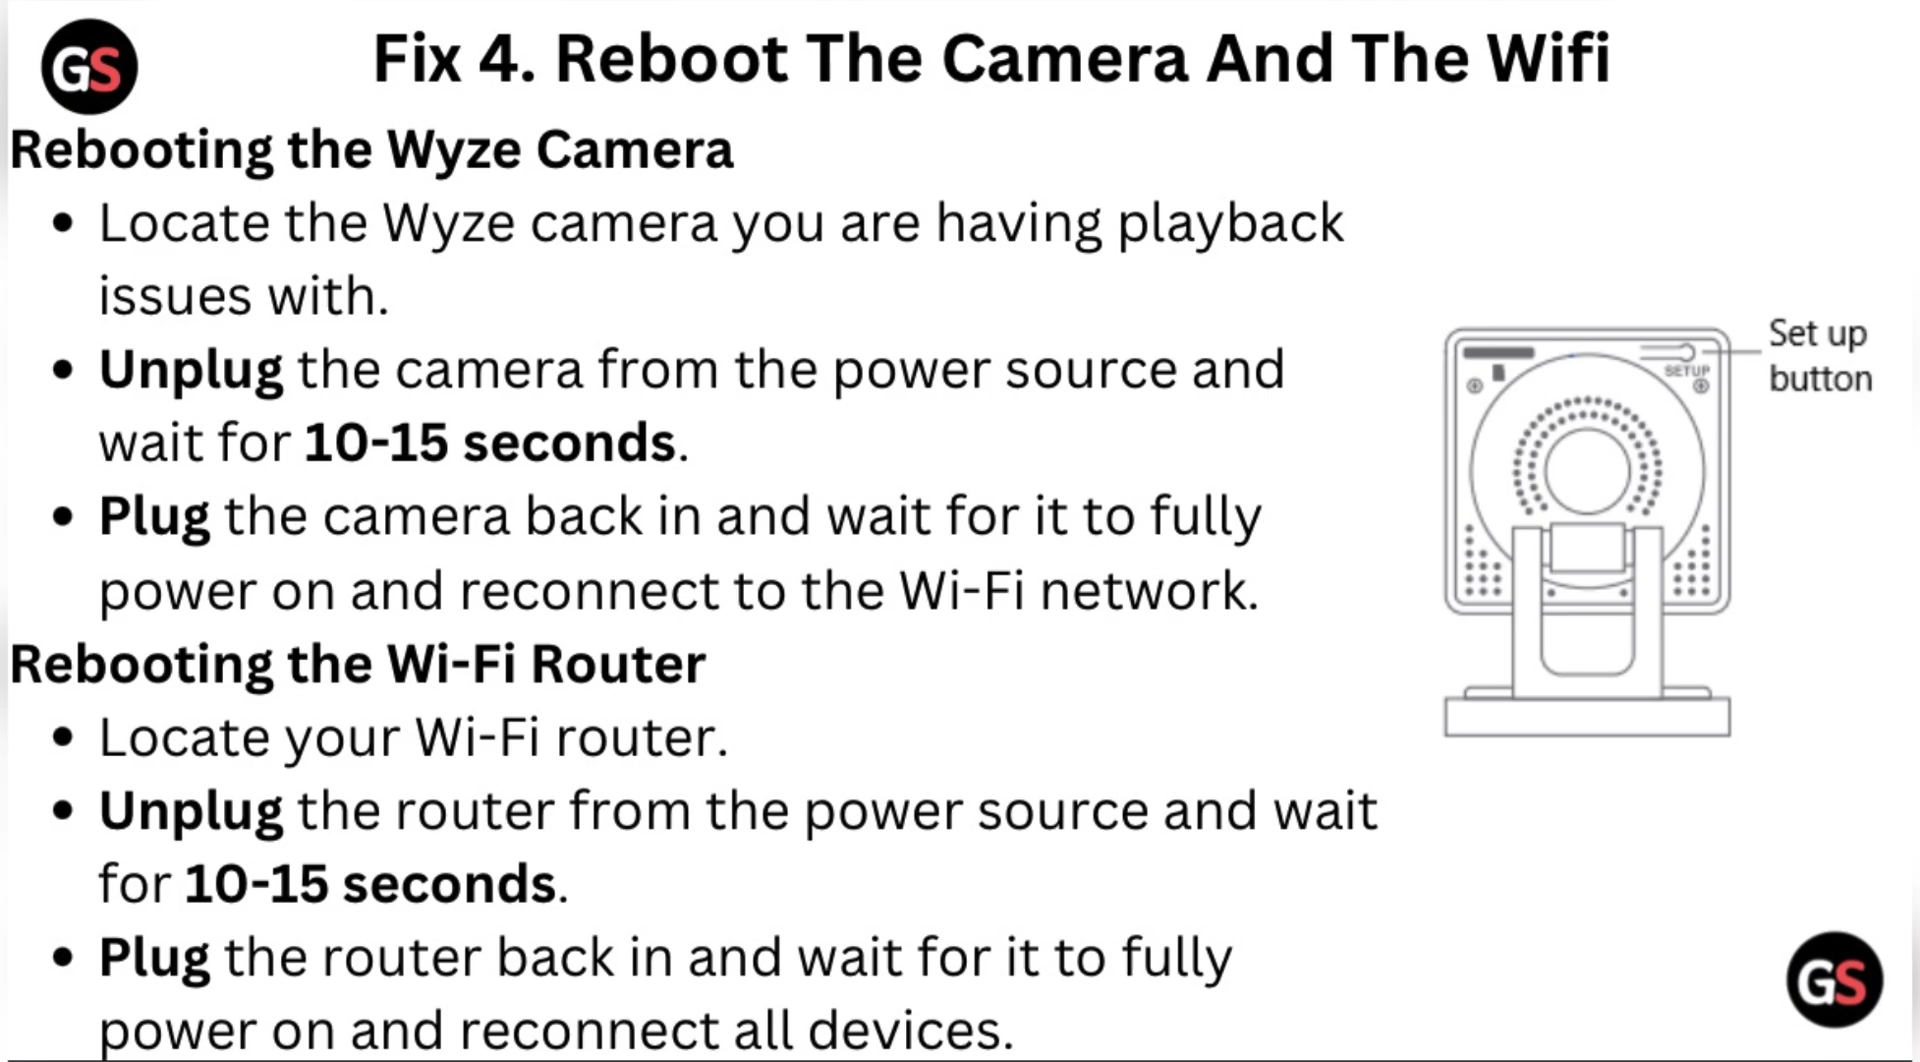 GS
Fix 4. Reboot The Camera And The Wifi
Rebooting the Wyze Camera
• Locate the Wyze camera you are having playback
issues with.
• Unplug the camera from the power source and
wait for 10-15 seconds.
• Plug the camera back in and wait for it to fully
power on and reconnect to the Wi-Fi network.
Set up
button
SETUP
Rebooting the Wi-Fi Router
• Locate your Wi-Fi router.
• Unplug the router from the power source and wait
for 10-15 seconds.
• Plug the router back in and wait for it to fully
power on and reconnect all devices.
GS